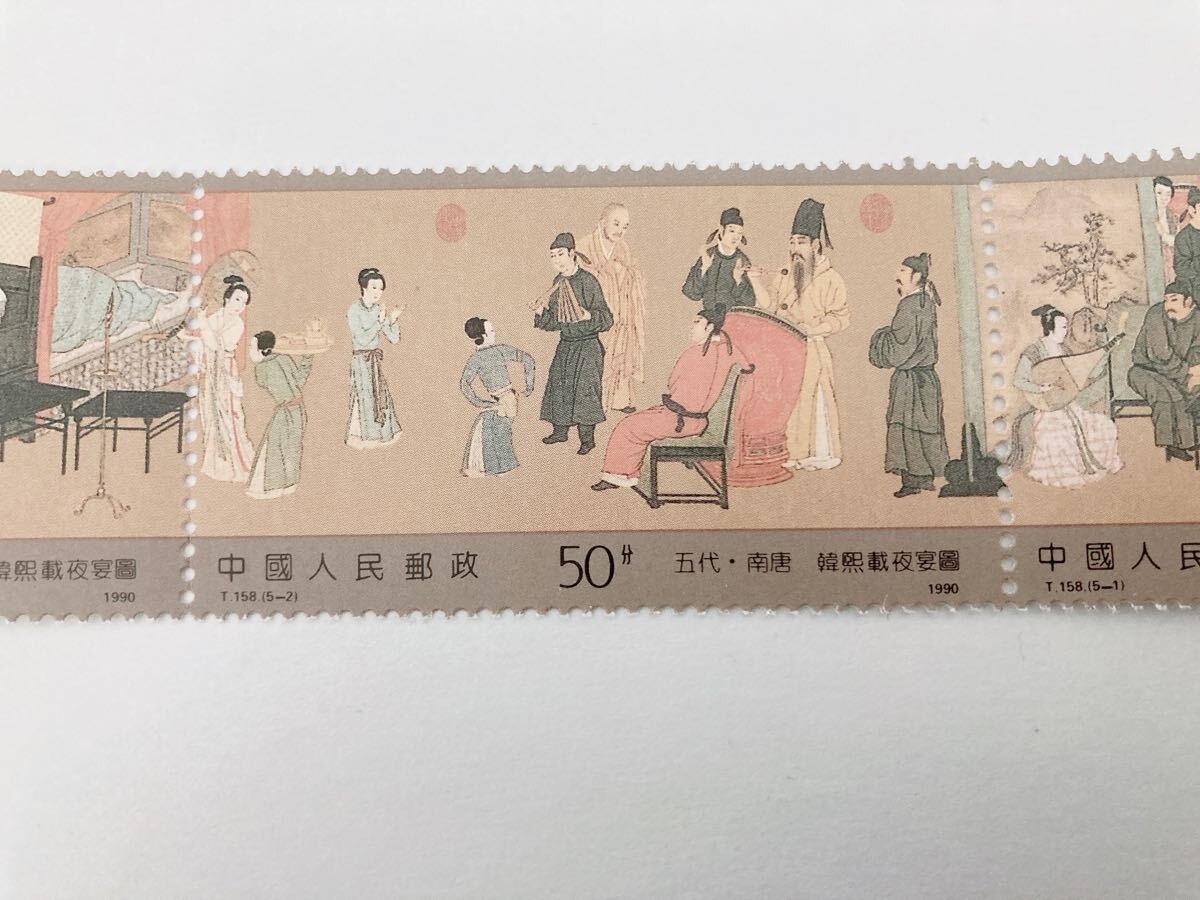 韓熙載夜宴圖
1990
中國人民郵政
T.158.(5—2)
50分
五代·南唐 韓熙載夜宴圖
1990
中國人民
T.158.(5—1)